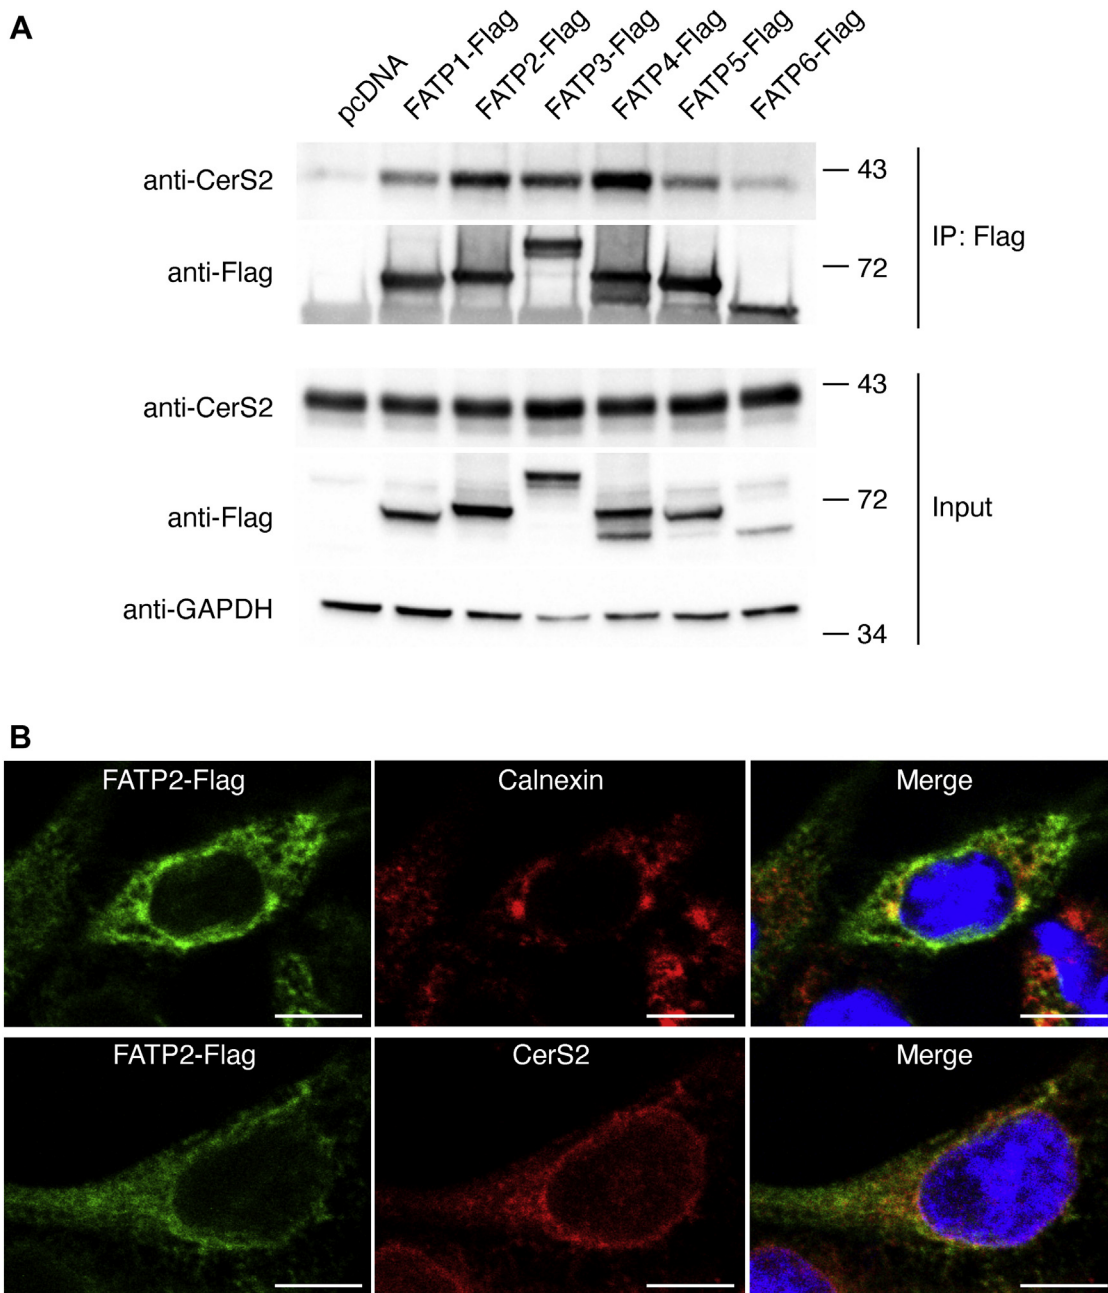 A
pcDNA
FATP1-Flag
FATP2-Flag
FATP3-Flag
FATP4-Flag
FATP5-Flag
FATP6-Flag
anti-CerS2
— 43
anti-Flag
— 72
IP: Flag
anti-CerS2
— 43
anti-Flag
— 72
Input
anti-GAPDH
— 34
B
FATP2-Flag
Calnexin
Merge
FATP2-Flag
CerS2
Merge